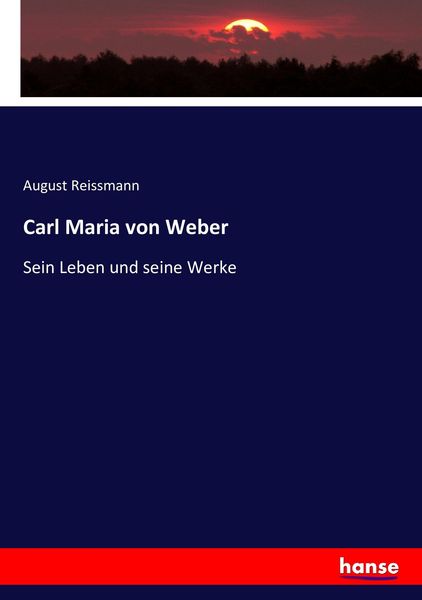 August Reissmann
Carl Maria von Weber
Sein Leben und seine Werke
hanse